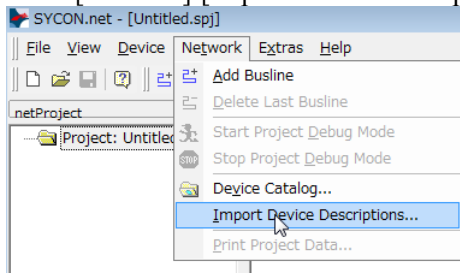 SYCON.net - [Untitled.spj]
File View Device Network Extras Help
netProject
Project: Untitled
Add Busline
Delete Last Busline
Start Project Debug Mode
STOP Stop Project Debug Mode
Device Catalog...
Import Device Descriptions...
Print Project Data...